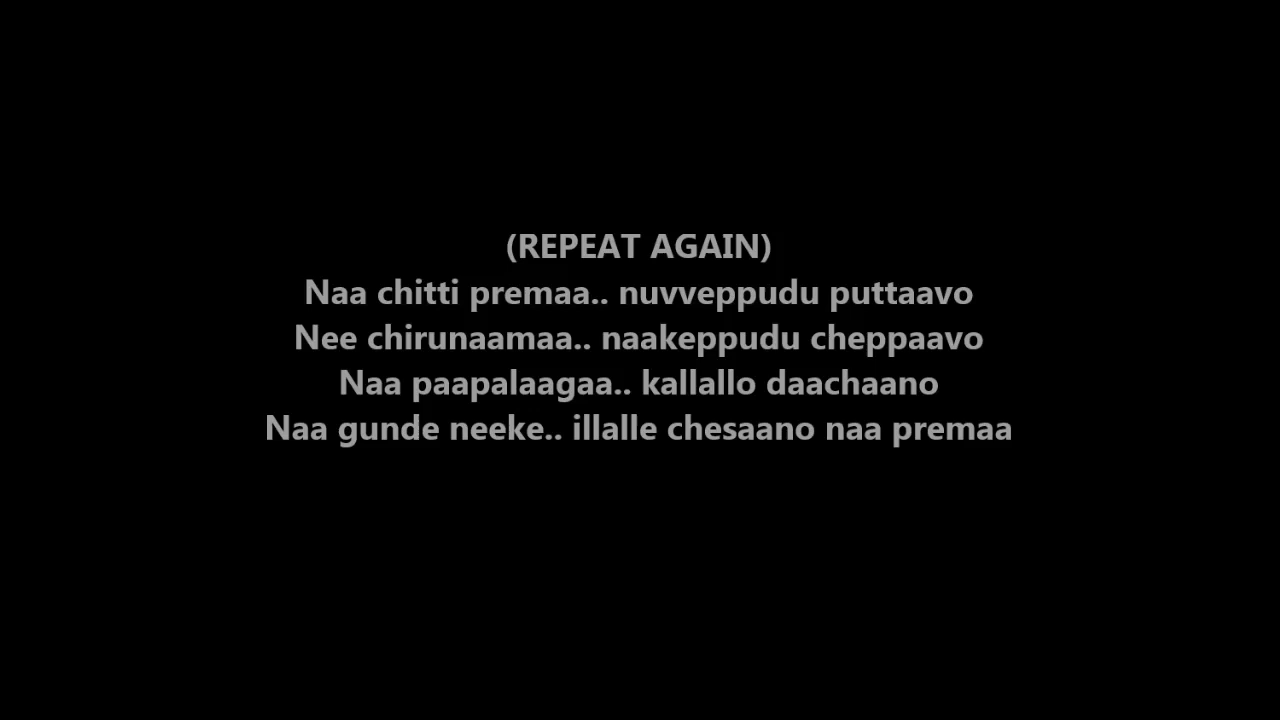 (REPEAT AGAIN)
Naa chitti premaa.. nuvveppudu puttaavo
Nee chirunaamaa.. naakeppudu cheppaavo
Naa paapalaagaa.. kallallo daachaano
Naa gunde neeke.. illalle chesaano naa premaa